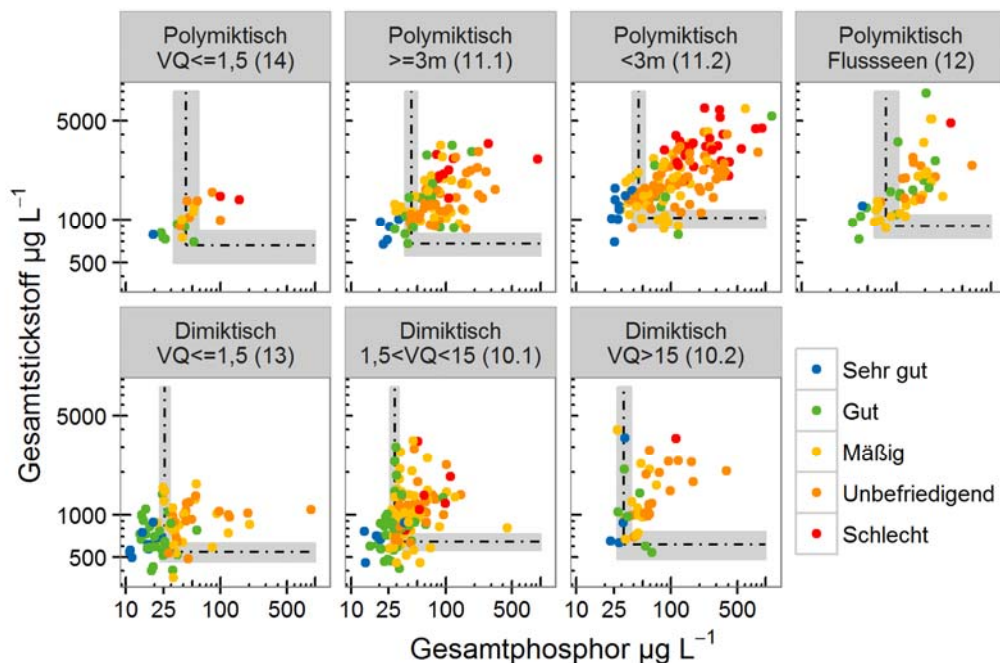 Polymiktisch
VQ<=1,5 (14)
Polymiktisch
>=3m (11.1)
Polymiktisch
<3m (11.2)
Polymiktisch
Flussseen (12)
5000
1000
500
Dimiktisch
VQ<=1,5 (13)
Dimiktisch
1,5<VQ<15 (10.1)
Dimiktisch
VQ>15 (10.2)
5000
1000
500
10 25 100 500
10 25 100 500
10 25 100 500
Gesamtstickstoff µg L⁻¹
Gesamtphosphor µg L⁻¹
Sehr gut
Gut
Mäßig
Unbefriedigend
Schlecht